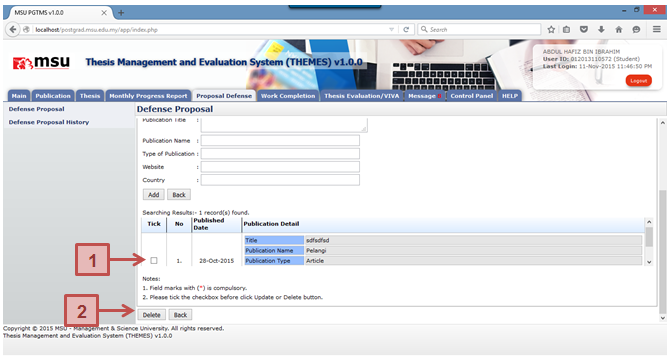 MSU PGTMS v1.0.0
localhost/postgrad.msu.edu.my/app/index.php
Search
msu
Thesis Management and Evaluation System (THEMES) v1.0.0
ABDUL HAFIZ BIN IBRAHIM
User ID: 012013110572 (Student)
Last Login: 11-Nov-2015 11:46:50 PM
Logout
Main Publication Thesis Monthly Progress Report Proposal Defense Work Completion Thesis Evaluation/VIVA Message Control Panel HELP
Defense Proposal
Defense Proposal History
Defense Proposal
Publication Title :
Publication Name :
Type of Publication :
Website :
Country :
Add Back
Searching Results:- 1 record(s) found.
Tick No Published Date Publication Detail
Title sdfsdfsd
Publication Name Pelangi
1. 28-Oct-2015 Publication Type Article
1
Notes:
1. Field marks with (*) is compulsory.
2. Please tick the checkbox before click Update or Delete button.
2
Delete Back
Copyright © 2015 MSU - Management & Science University. All rights reserved.
Thesis Management and Evaluation System (THEMES) v1.0.0